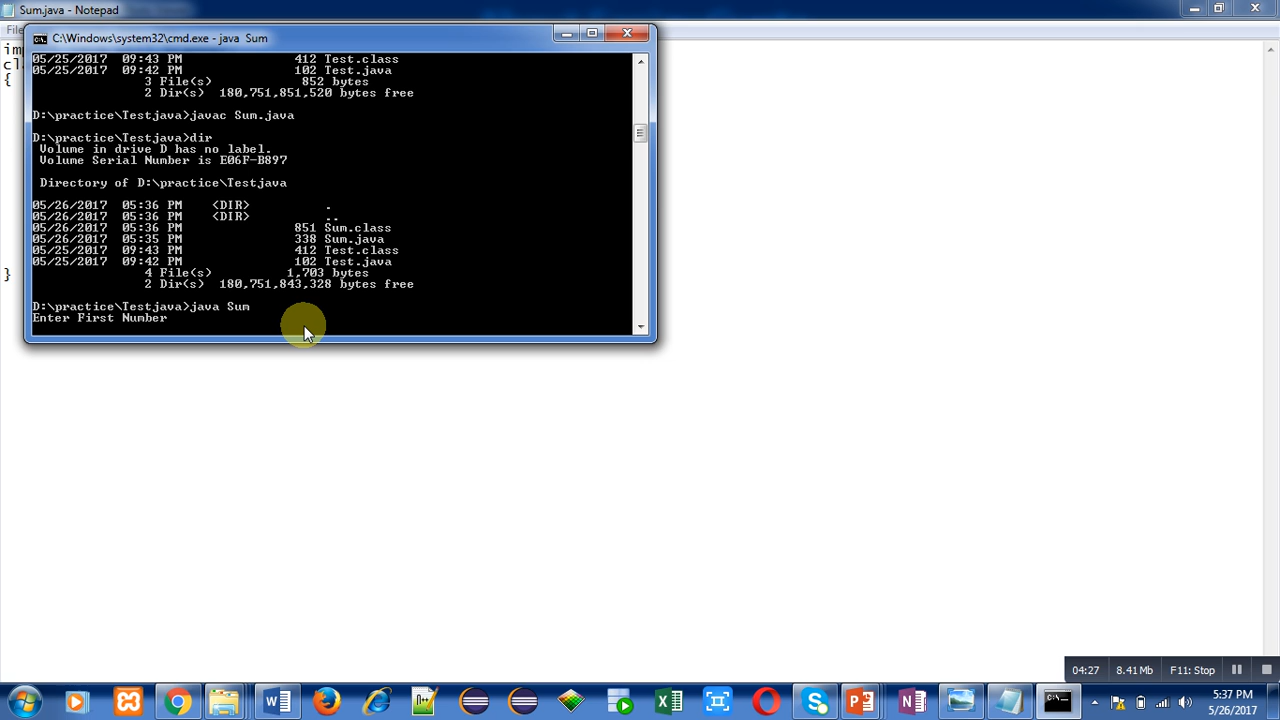 Sum.java - Notepad
File
C:\Windows\system32\cmd.exe - java  Sum
imp
cl
{
}
05/25/2017  09:43 PM               412 Test.class
05/25/2017  09:42 PM               102 Test.java
               3 File(s)            852 bytes
               2 Dir(s)  180,751,851,520 bytes free
D:\practice\Testjava>javac Sum.java
D:\practice\Testjava>dir
 Volume in drive D has no label.
 Volume Serial Number is E06F-B897
 Directory of D:\practice\Testjava
05/26/2017  05:36 PM    <DIR>          .
05/26/2017  05:36 PM    <DIR>          ..
05/26/2017  05:36 PM               851 Sum.class
05/26/2017  05:35 PM               338 Sum.java
05/25/2017  09:43 PM               412 Test.class
05/25/2017  09:42 PM               102 Test.java
               4 File(s)          1,703 bytes
               2 Dir(s)  180,751,843,328 bytes free
D:\practice\Testjava>java Sum
Enter First Number
04:27  8.41Mb  F11: Stop
5:37 PM
5/26/2017